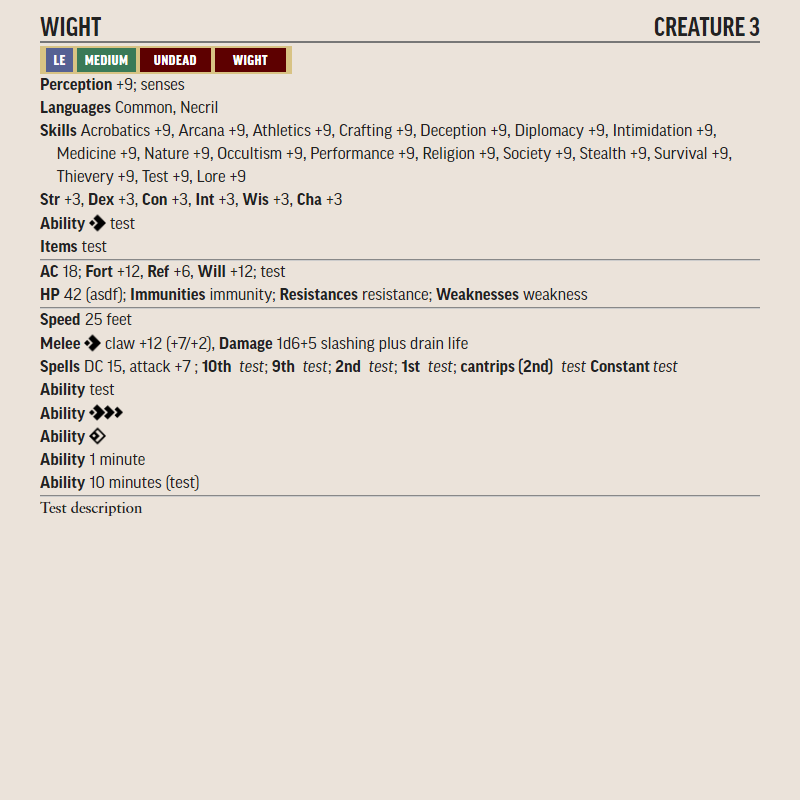 WIGHT CREATURE 3
LE MEDIUM UNDEAD WIGHT
Perception +9; senses
Languages Common, Necril
Skills Acrobatics +9, Arcana +9, Athletics +9, Crafting +9, Deception +9, Diplomacy +9, Intimidation +9,
Medicine +9, Nature +9, Occultism +9, Performance +9, Religion +9, Society +9, Stealth +9, Survival +9,
Thievery +9, Test +9, Lore +9
Str +3, Dex +3, Con +3, Int +3, Wis +3, Cha +3
Ability test
Items test
AC 18; Fort +12, Ref +6, Will +12; test
HP 42 (asdf); Immunities immunity; Resistances resistance; Weaknesses weakness
Speed 25 feet
Melee claw +12 (+7/+2), Damage 1d6+5 slashing plus drain life
Spells DC 15, attack +7 ; 10th test; 9th test; 2nd test; 1st test; cantrips (2nd) test Constant test
Ability test
Ability
Ability
Ability 1 minute
Ability 10 minutes (test)
Test description